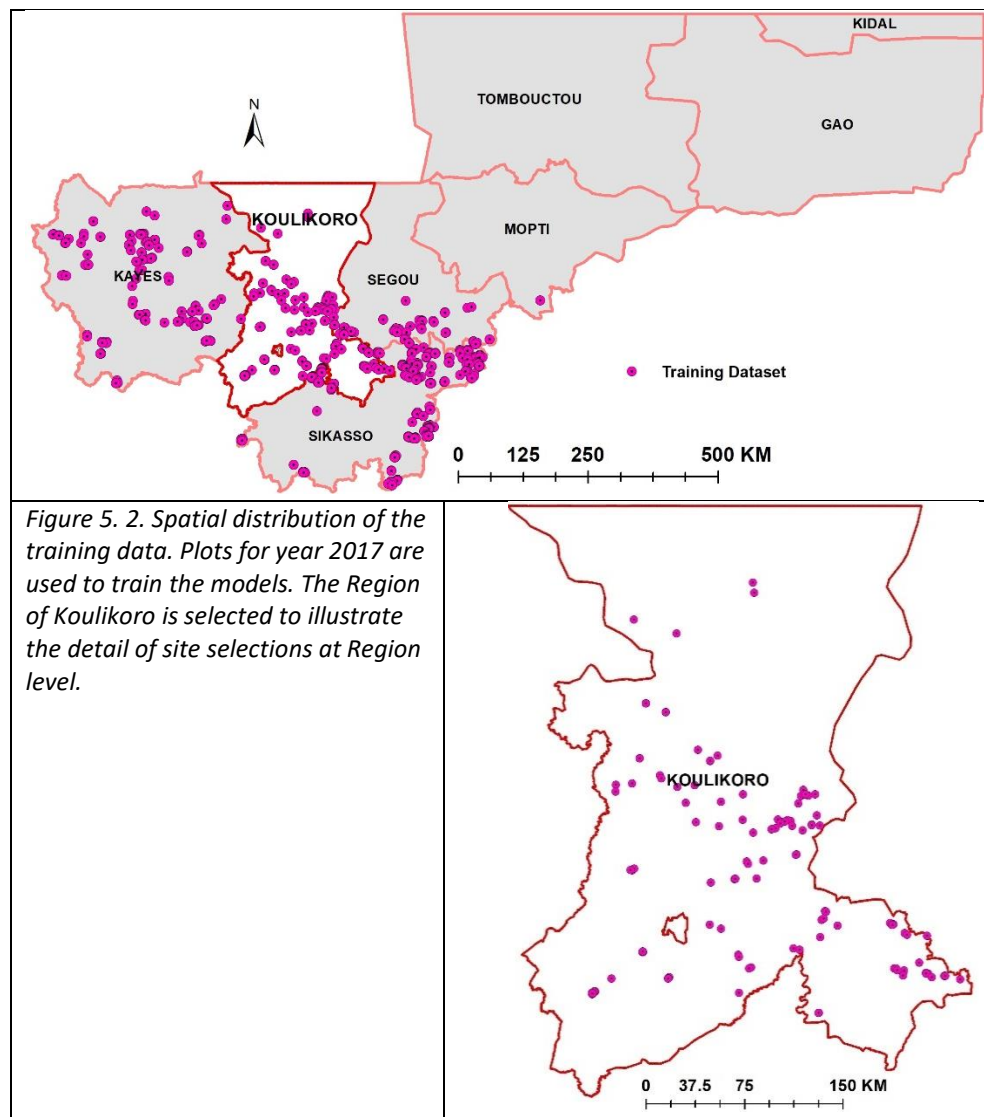 KIDAL
TOMBOUCTOU
GAO
N
KOULIKORO
MOPTI
KAYES
SEGOU
Training Dataset
SIKASSO
0 125 250 500 KM
Figure 5. 2. Spatial distribution of the
training data. Plots for year 2017 are
used to train the models. The Region
of Koulikoro is selected to illustrate
the detail of site selections at Region
level.
KOULIKORO
0 37.5 75 150 KM